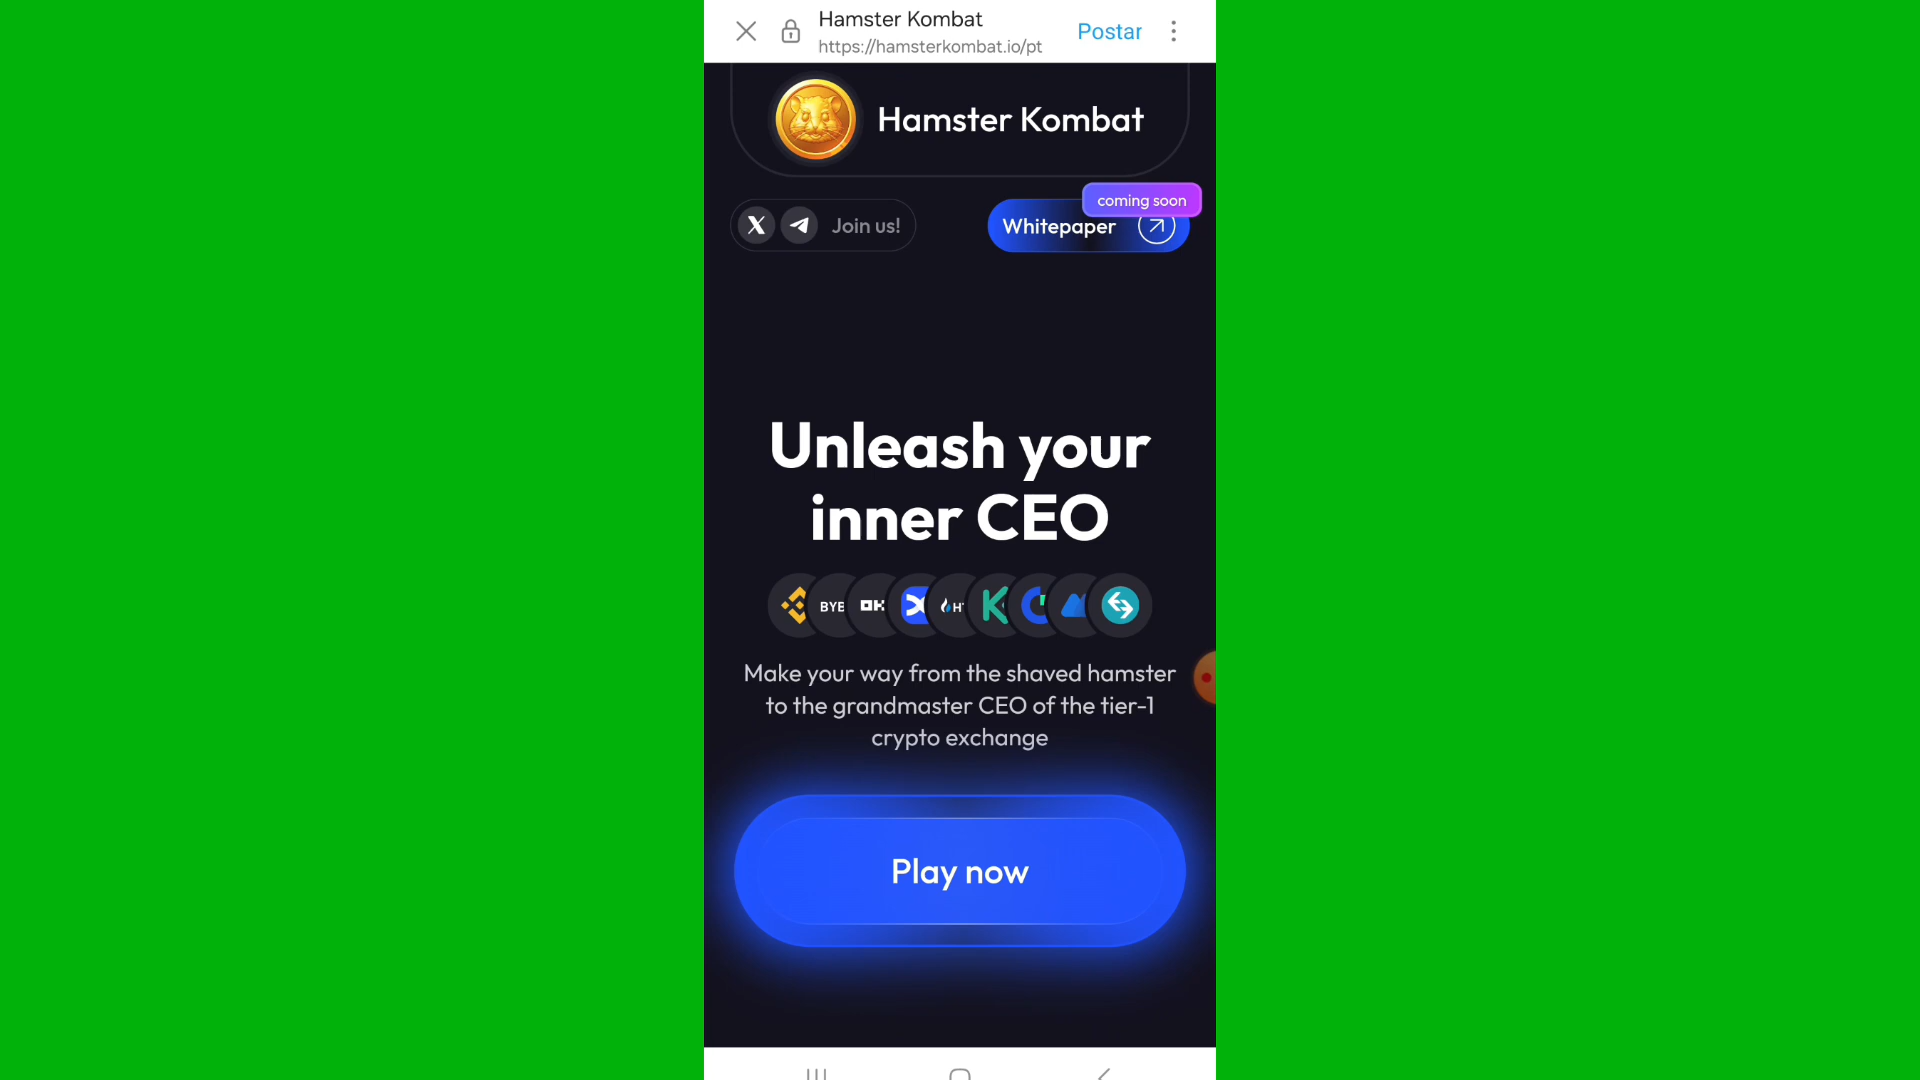 Hamster Kombat
https://hamsterkombat.io/pt
Postar
Hamster Kombat
Join us!
coming soon
Whitepaper
Unleash your
inner CEO
Make your way from the shaved hamster
to the grandmaster CEO of the tier-1
crypto exchange
Play now